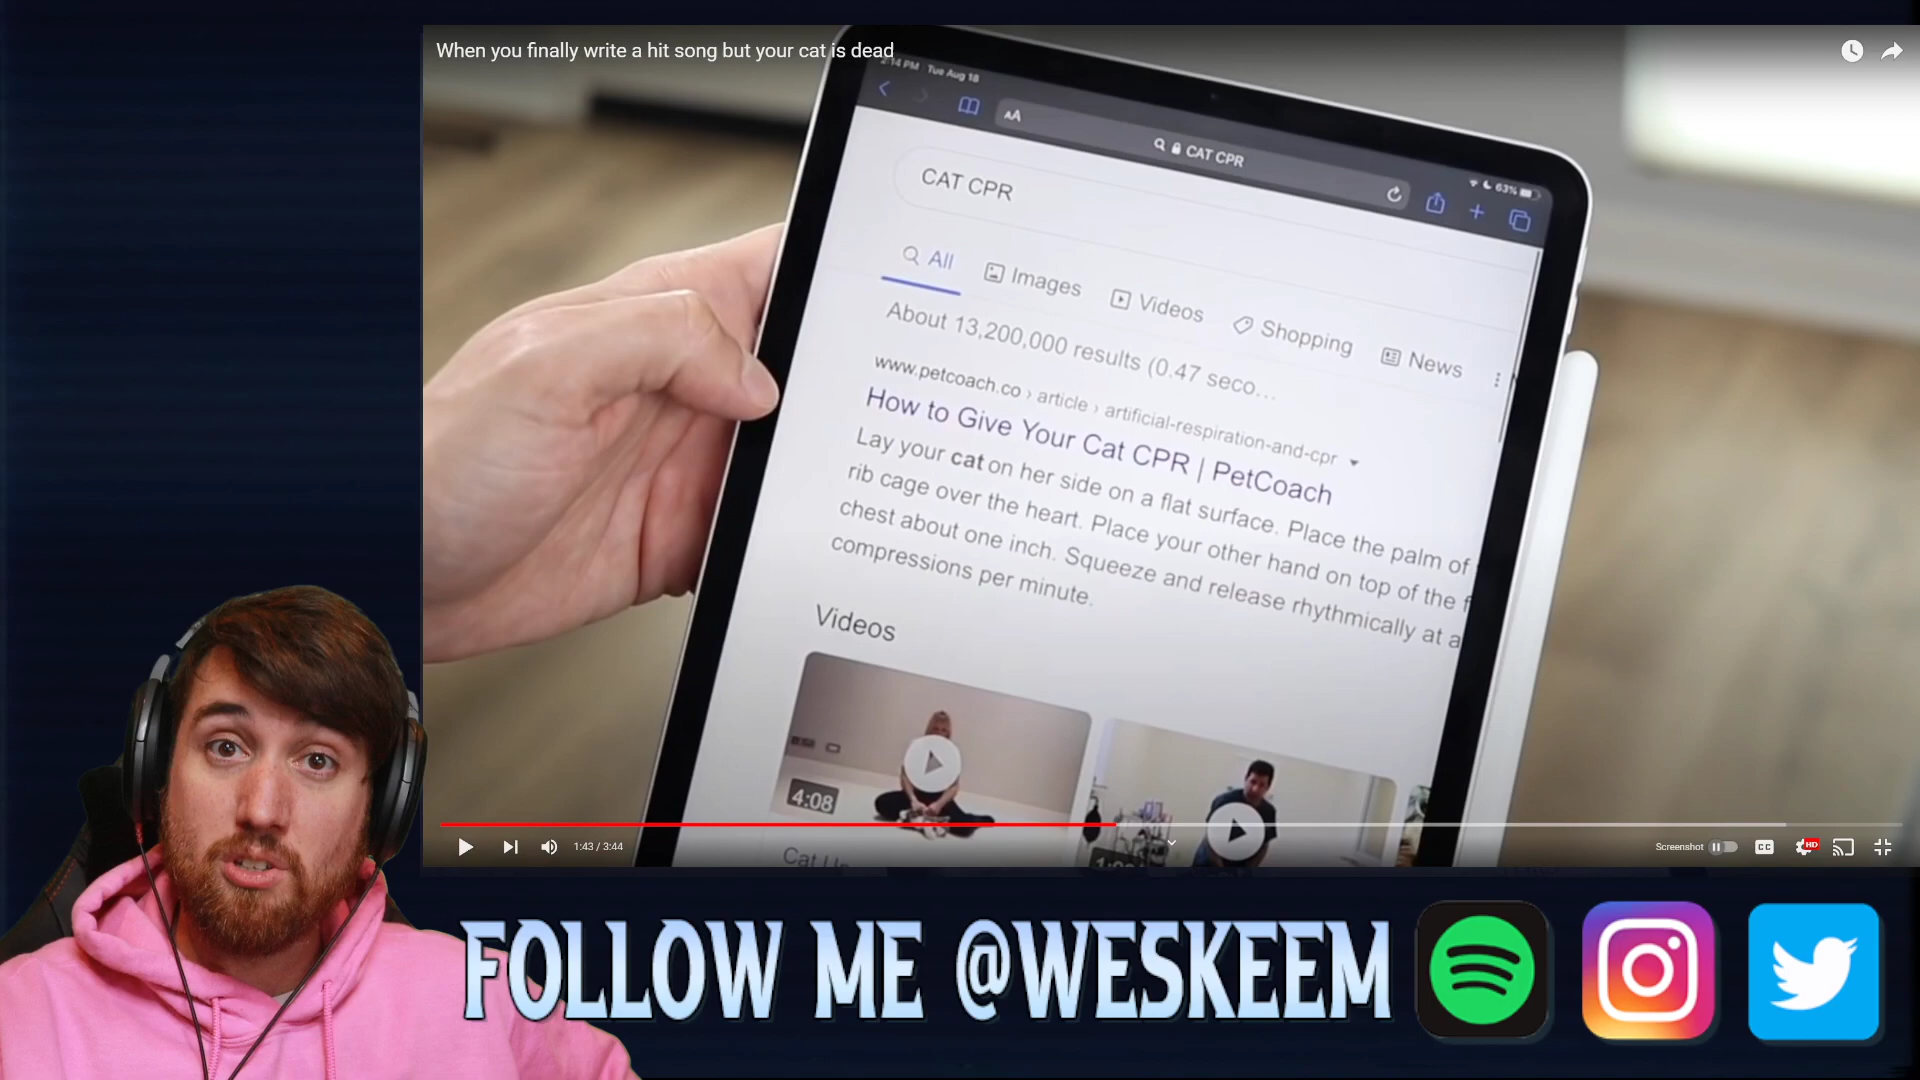 When you finally write a hit song but your cat is dead
:14 PM Tue Aug 18
63%
AA
CAT CPR
CAT CPR
All
Images
Videos
Shopping
News
About 13,200,000 results (0.47 seco...
www.petcoach.co › article › artificial-respiration-and-cpr
How to Give Your Cat CPR | PetCoach
Lay your cat on her side on a flat surface. Place the palm of
rib cage over the heart. Place your other hand on top of the f
chest about one inch. Squeeze and release rhythmically at a
compressions per minute.
Videos
4:08
Cat
1:43 / 3:44
Screenshot
CC
HD
FOLLOW ME @WESKEEM